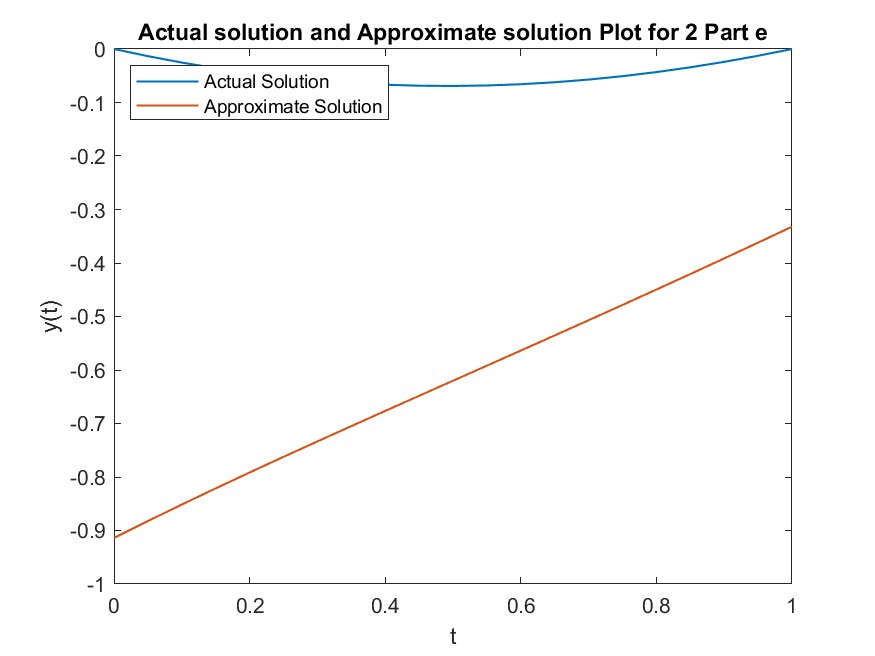 Actual solution and Approximate solution Plot for 2 Part e
Actual Solution
Approximate Solution
0
-0.1
-0.2
-0.3
-0.4
-0.5
-0.6
-0.7
-0.8
-0.9
-1
y(t)
0 0.2 0.4 0.6 0.8 1
t